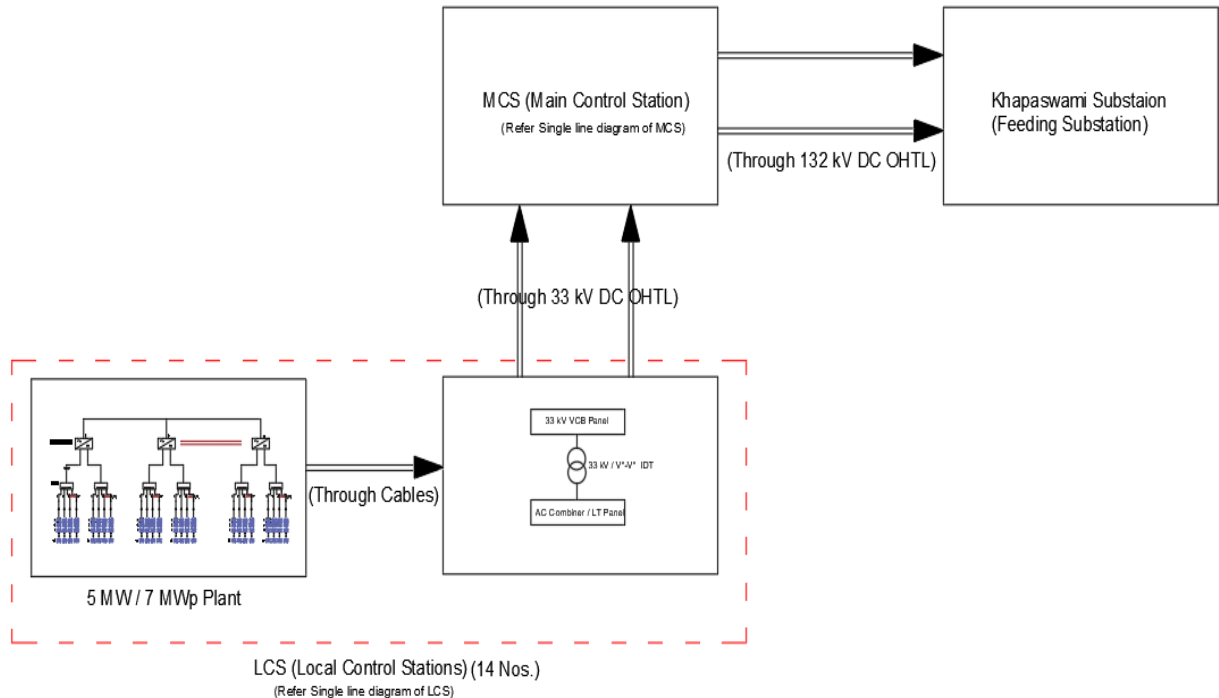 MCS (Main Control Station)
(Refer Single line diagram of MCS)
Khapaswami Substaion
(Feeding Substation)
(Through 132 kV DC OHTL)
(Through 33 kV DC OHTL)
33 kV VCB Panel
33 kV / V*-V* IDT
AC Combiner / LT Panel
(Through Cables)
5 MW / 7 MWp Plant
LCS (Local Control Stations) (14 Nos.)
(Refer Single line diagram of LCS)